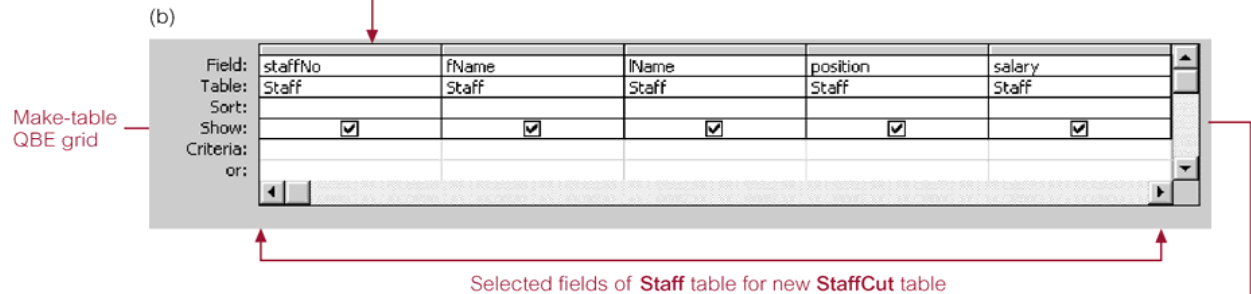 (b)
Field: staffNo fName lName position salary
Table: Staff Staff Staff Staff Staff
Sort:
Make-table
QBE grid
Show:
Criteria:
or:
Selected fields of Staff table for new StaffCut table